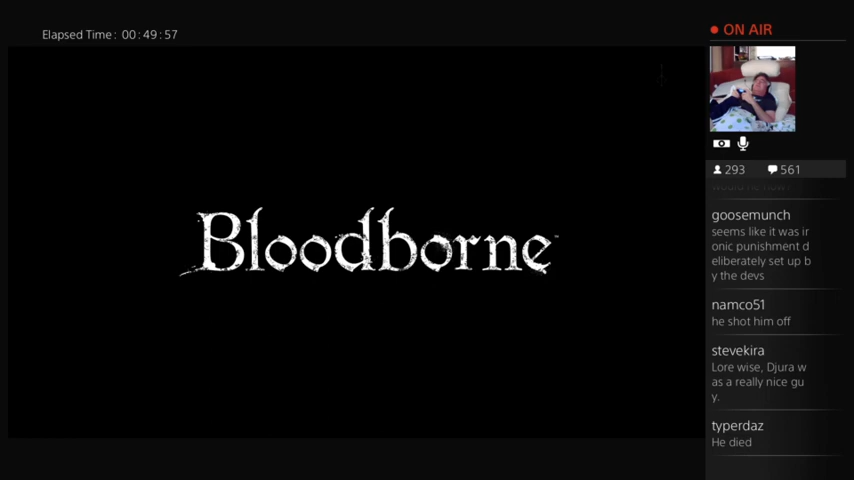 Elapsed Time: 00:49:57
ON AIR
293 561
goosemunch
seems like it was ir
onic punishment d
eliberately set up b
y the devs
namco51
he shot him off
stevekira
Lore wise, Djura w
as a really nice gu
y.
typerdaz
He died
Bloodborne™